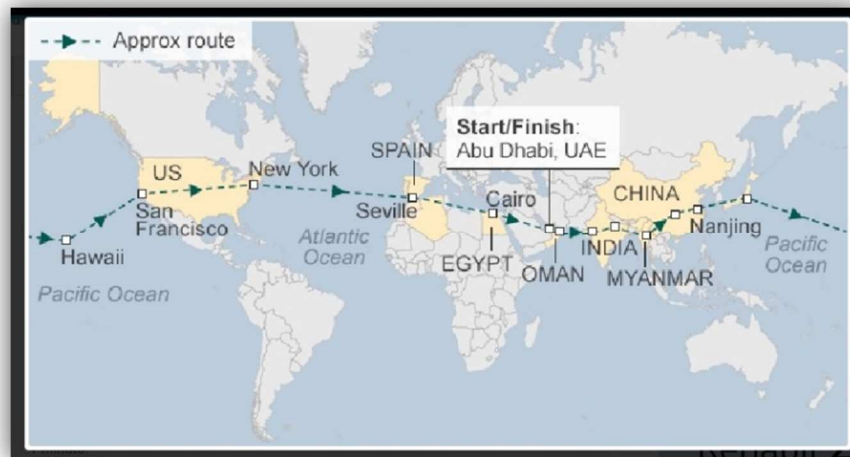 Approx route
Start/Finish:
Abu Dhabi, UAE
SPAIN
US
New York
CHINA
San
Francisco
Seville
Cairo
Nanjing
Hawaii
Atlantic
Ocean
EGYPT
OMAN
INDIA
MYANMAR
Pacific
Ocean
Pacific Ocean